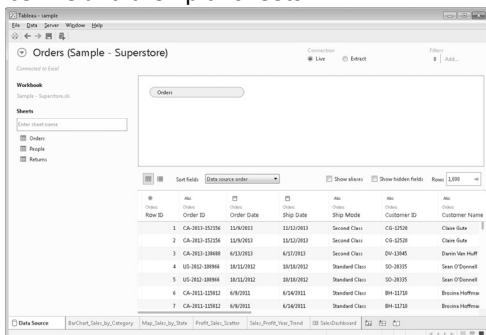 Tableau - sample
File Data Server Window Help
Orders (Sample - Superstore)
Connection
Live Extract
Filters
0 Add...
Connected to Excel
Workbook
Sample - Superstore.xls
Sheets
Enter sheet name
Orders
People
Returns
Orders
Sort fields Data source order Show aliases Show hidden fields Rows 1,000
Abc Abc Abc Abc
Orders Orders Orders Orders Orders Orders Orders
Row ID Order ID Order Date Ship Date Ship Mode Customer ID Customer Name
1 CA-2013-152156 11/9/2013 11/12/2013 Second Class CG-12520 Claire Gute
2 CA-2013-152156 11/9/2013 11/12/2013 Second Class CG-12520 Claire Gute
3 CA-2013-138688 6/13/2013 6/17/2013 Second Class DV-13045 Darrin Van Huff
4 US-2012-108966 10/11/2012 10/18/2012 Standard Class SO-20335 Sean O'Donnell
5 US-2012-108966 10/11/2012 10/18/2012 Standard Class SO-20335 Sean O'Donnell
6 CA-2011-115812 6/9/2011 6/14/2011 Standard Class BH-11710 Brosina Hoffman
7 CA-2011-115812 6/9/2011 6/14/2011 Standard Class BH-11710 Brosina Hoffman
Data Source BarChart_Sales_by_Category Map_Sales_by_State Profit_Sales_Scatter Sales_Profit_Year_Trend SalesDashboard